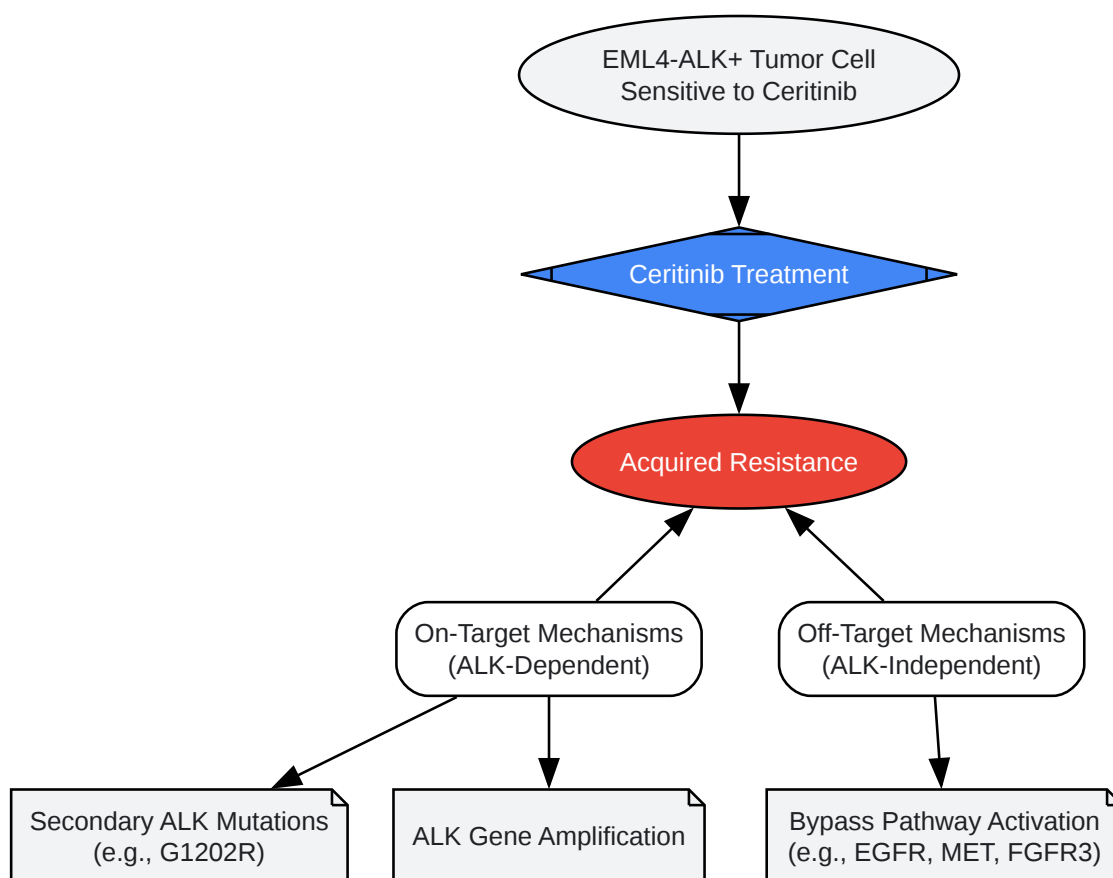 EML4-ALK+ Tumor Cell
Sensitive to Ceritinib
Ceritinib Treatment
Acquired Resistance
On-Target Mechanisms
(ALK-Dependent)
Off-Target Mechanisms
(ALK-Independent)
Secondary ALK Mutations
(e.g., G1202R)
ALK Gene Amplification
Bypass Pathway Activation
(e.g., EGFR, MET, FGFR3)